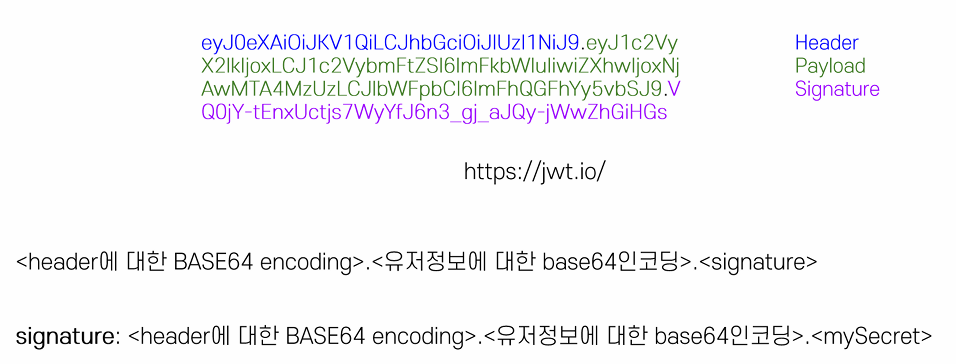 eyJ0eXAiOiJKV1QiLCJhbGciOiJIUzI1NiJ9.eyJ1c2Vy Header
X2lkIjoxLCJ1c2VybmFtZSI6ImFkbWluIiwiZXhwIjoxNj Payload
AwMTA4MzUzLCJlbWFpbCI6ImFhQGFhYy5vbSJ9.V Signature
Q0jY-tEnxUctjs7WyYfJ6n3_gj_aJQy-jWwZhGiHGs
https://jwt.io/
<header에 대한 BASE64 encoding>.<유저정보에 대한 base64인코딩>.<signature>
signature: <header에 대한 BASE64 encoding>.<유저정보에 대한 base64인코딩>.<mySecret>